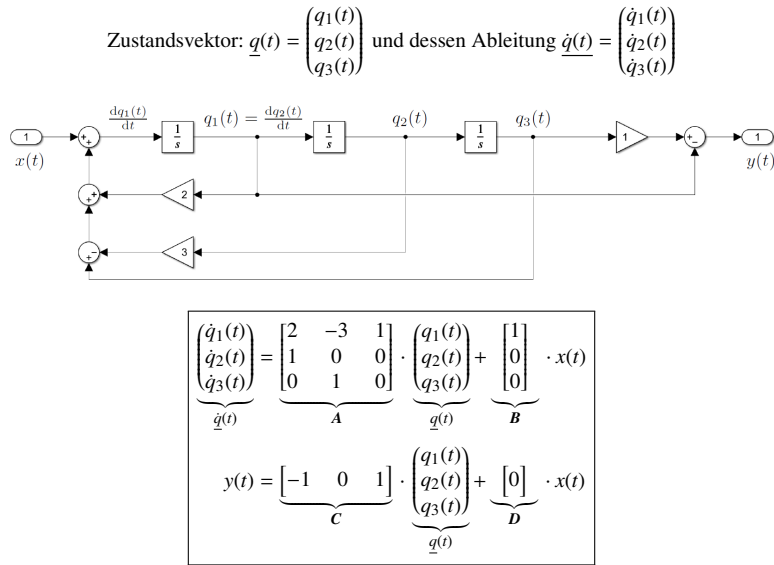 Zustandsvektor: q(t) = (q₁(t) q₂(t) q₃(t)) und dessen Ableitung q̇(t) = (q̇₁(t) q̇₂(t) q̇₃(t))
dq₁(t)/dt q₁(t) = dq₂(t)/dt q₂(t) q₃(t)
1 + + 1/s 1/s 1/s 1 + − 1
x(t) y(t)
+ + 2
+ − 3
q̇₁(t) 2 −3 1 q₁(t) 1
q̇₂(t) = 1 0 0 · q₂(t) + 0 · x(t)
q̇₃(t) 0 1 0 q₃(t) 0
q̇(t) A q(t) B
q₁(t)
y(t) = [−1 0 1] · q₂(t) + [0] · x(t)
q₃(t)
C q(t) D